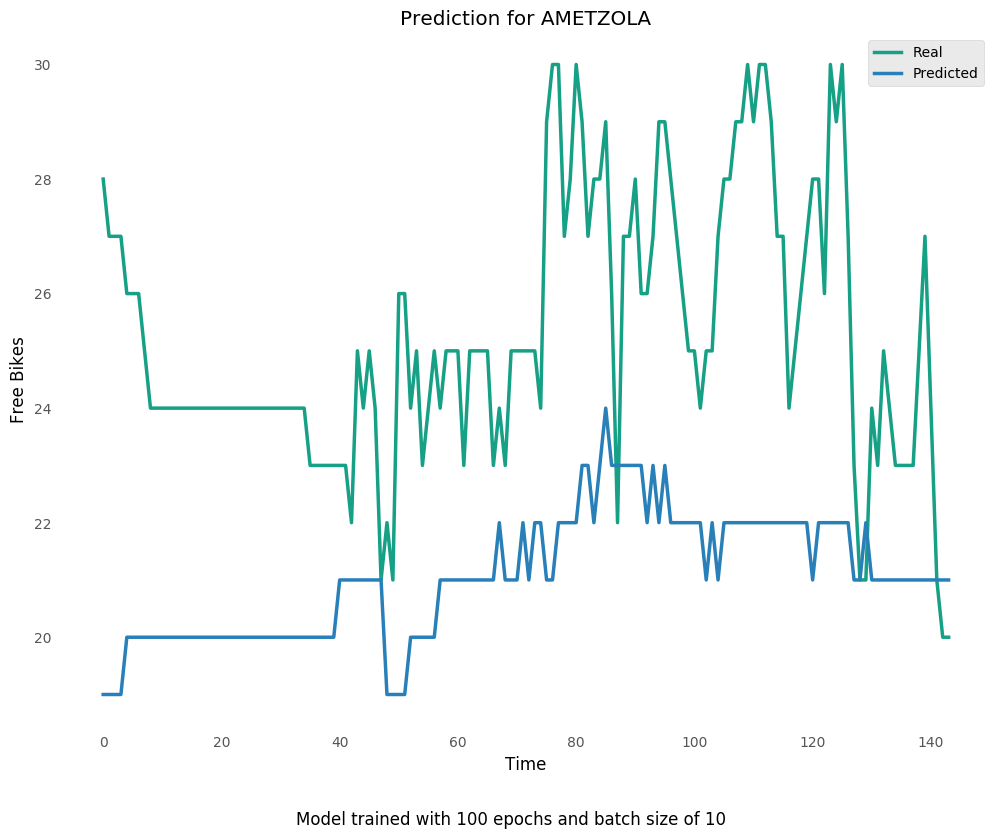 Prediction for AMETZOLA
Real
Predicted
30
28
26
24
22
20
Free Bikes
0 20 40 60 80 100 120 140
Time
Model trained with 100 epochs and batch size of 10